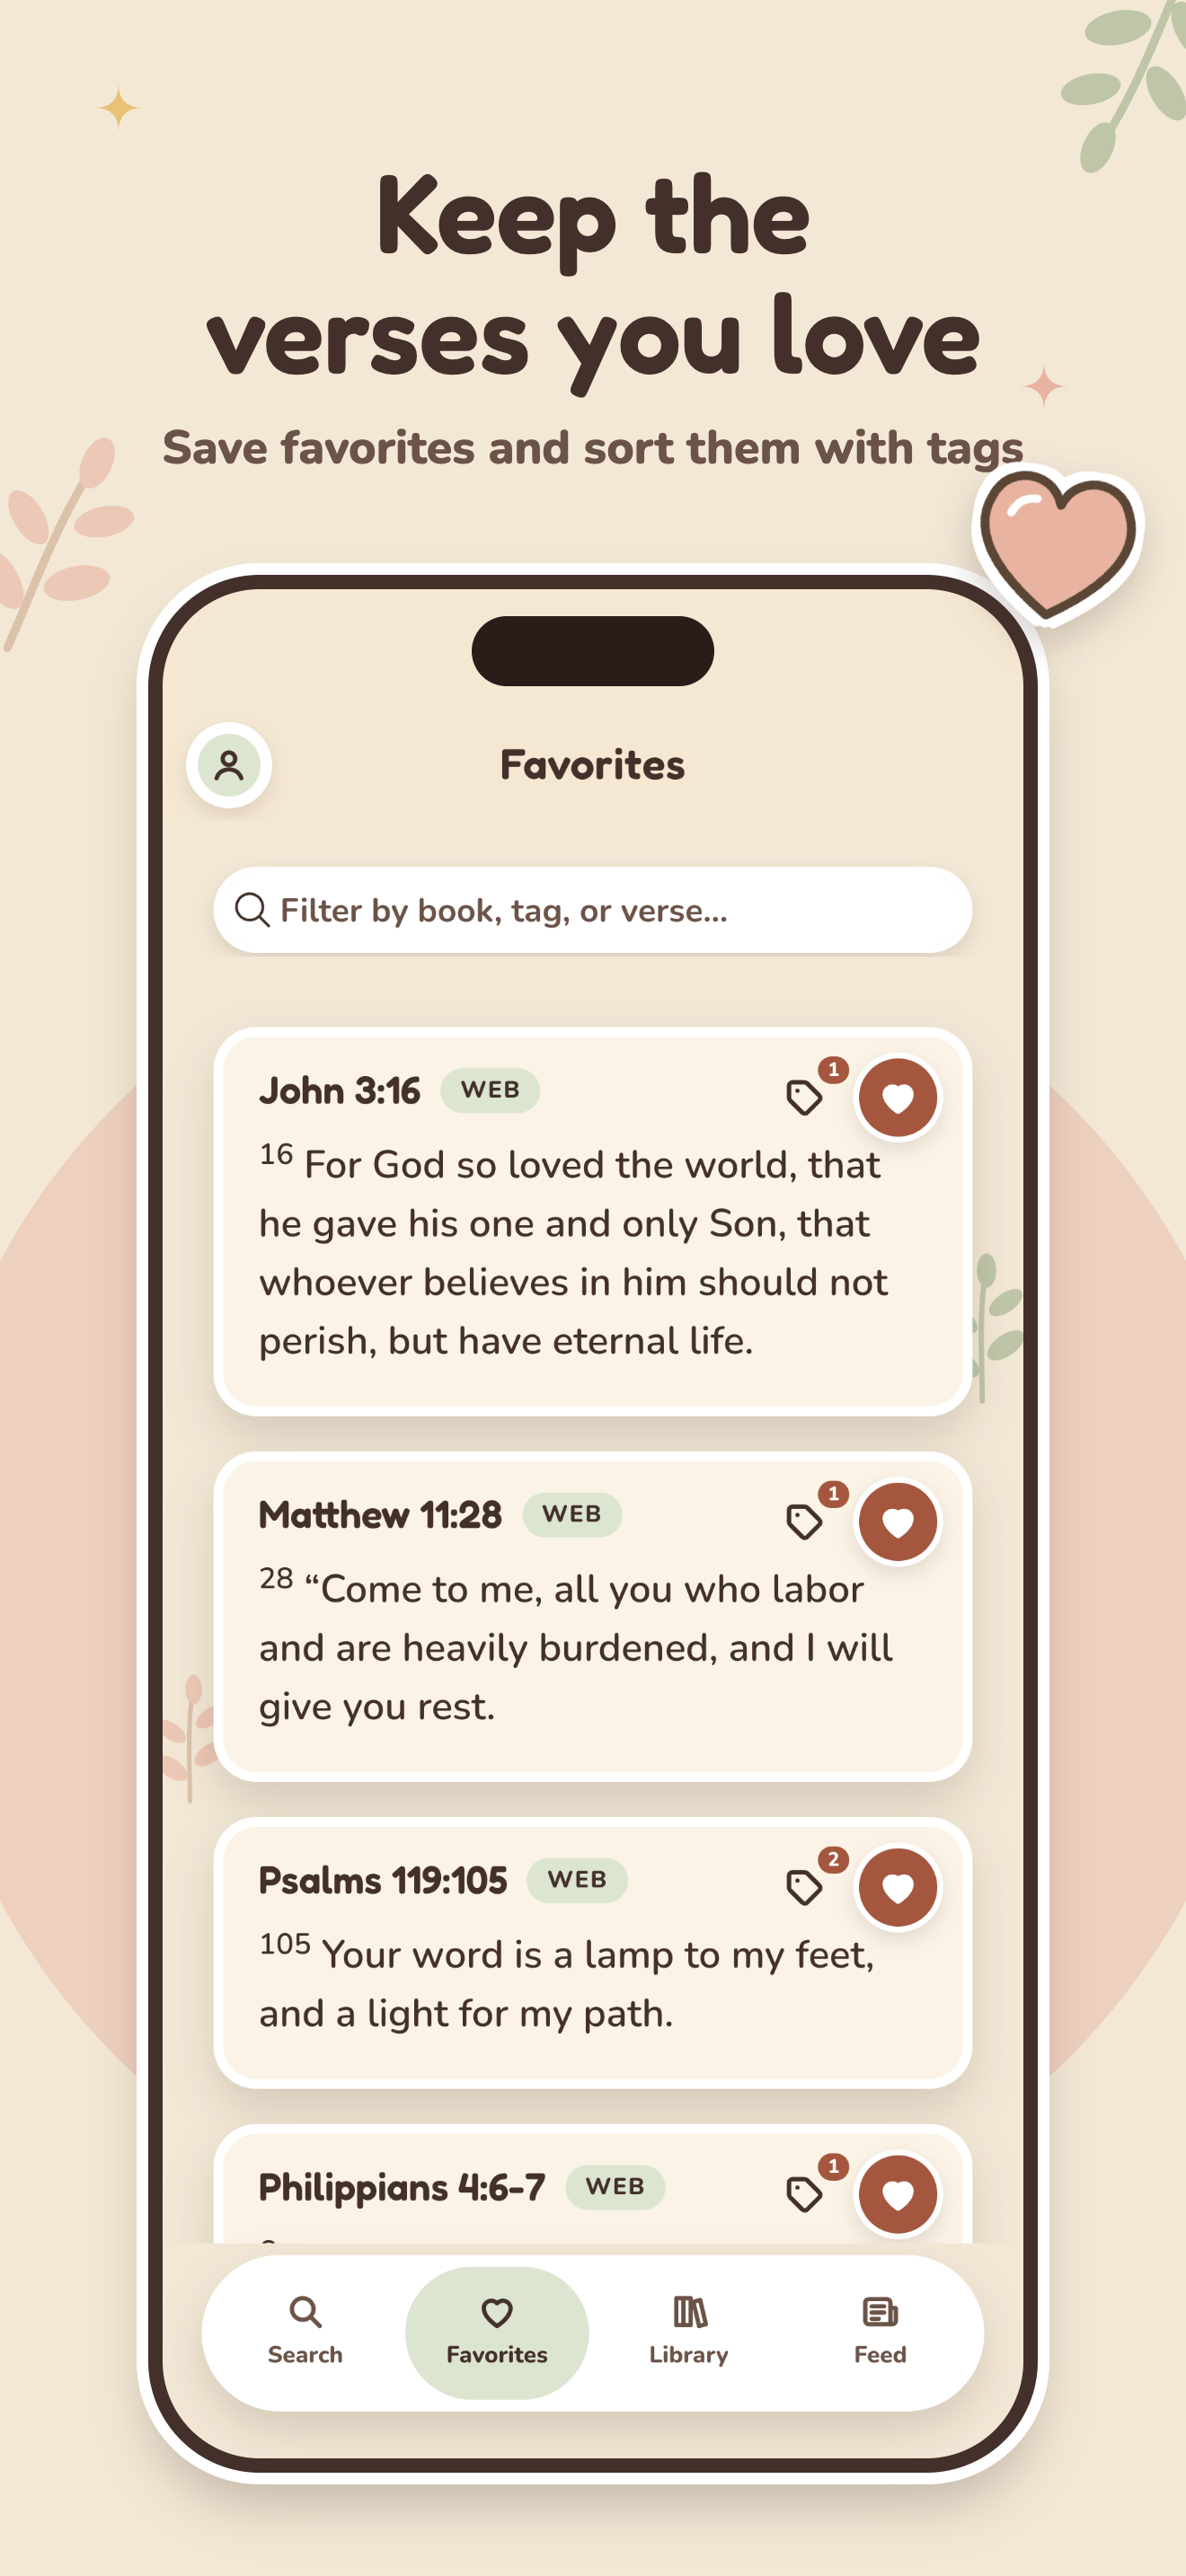 Keep the
verses you love
Save favorites and sort them with tags
Favorites
Filter by book, tag, or verse...
John 3:16 WEB 1
16 For God so loved the world, that
he gave his one and only Son, that
whoever believes in him should not
perish, but have eternal life.
Matthew 11:28 WEB 1
28 “Come to me, all you who labor
and are heavily burdened, and I will
give you rest.
Psalms 119:105 WEB 2
105 Your word is a lamp to my feet,
and a light for my path.
Philippians 4:6-7 WEB 1
Search Favorites Library Feed